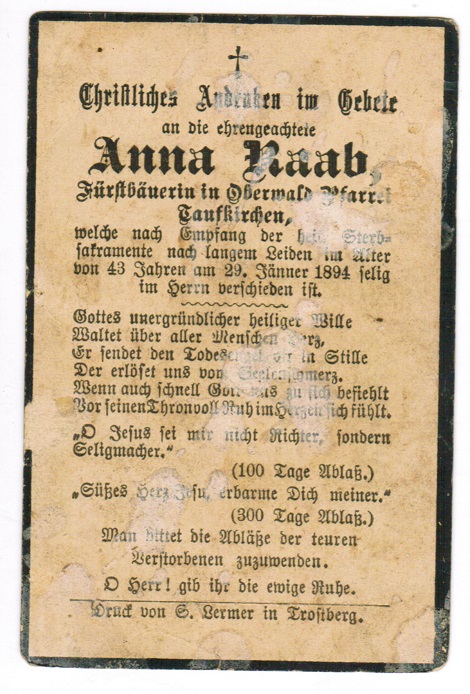 Christliches Andenken im Gebete
an die ehrengeachtete
Anna Raab,
Fürstbäuerin in Oberwald Pfarrei
Taufkirchen,
welche nach Empfang der heil. Sterb-
sakramente nach langem Leiden im Alter
von 43 Jahren am 29. Jänner 1894 selig
im Herrn verschieden ist.
Gottes unergründlicher heiliger Wille
Waltet über aller Menschen Herz,
Er sendet den Todesengel in Stille
Der erlöset uns vom Seelenschmerz.
Wenn auch schnell Gott uns zu sich befiehlt
Vor seinen Thron voll Ruh im Herzen sich fühlt.
„O Jesus sei mir nicht Richter, sondern
Seligmacher."
(100 Tage Ablaß.)
„Süßes Herz Jesu, erbarme Dich meiner."
(300 Tage Ablaß.)
Man bittet die Abläße der teuren
Verstorbenen zuzuwenden.
O Herr! gib ihr die ewige Ruhe.
Druck von S. Lermer in Trostberg.